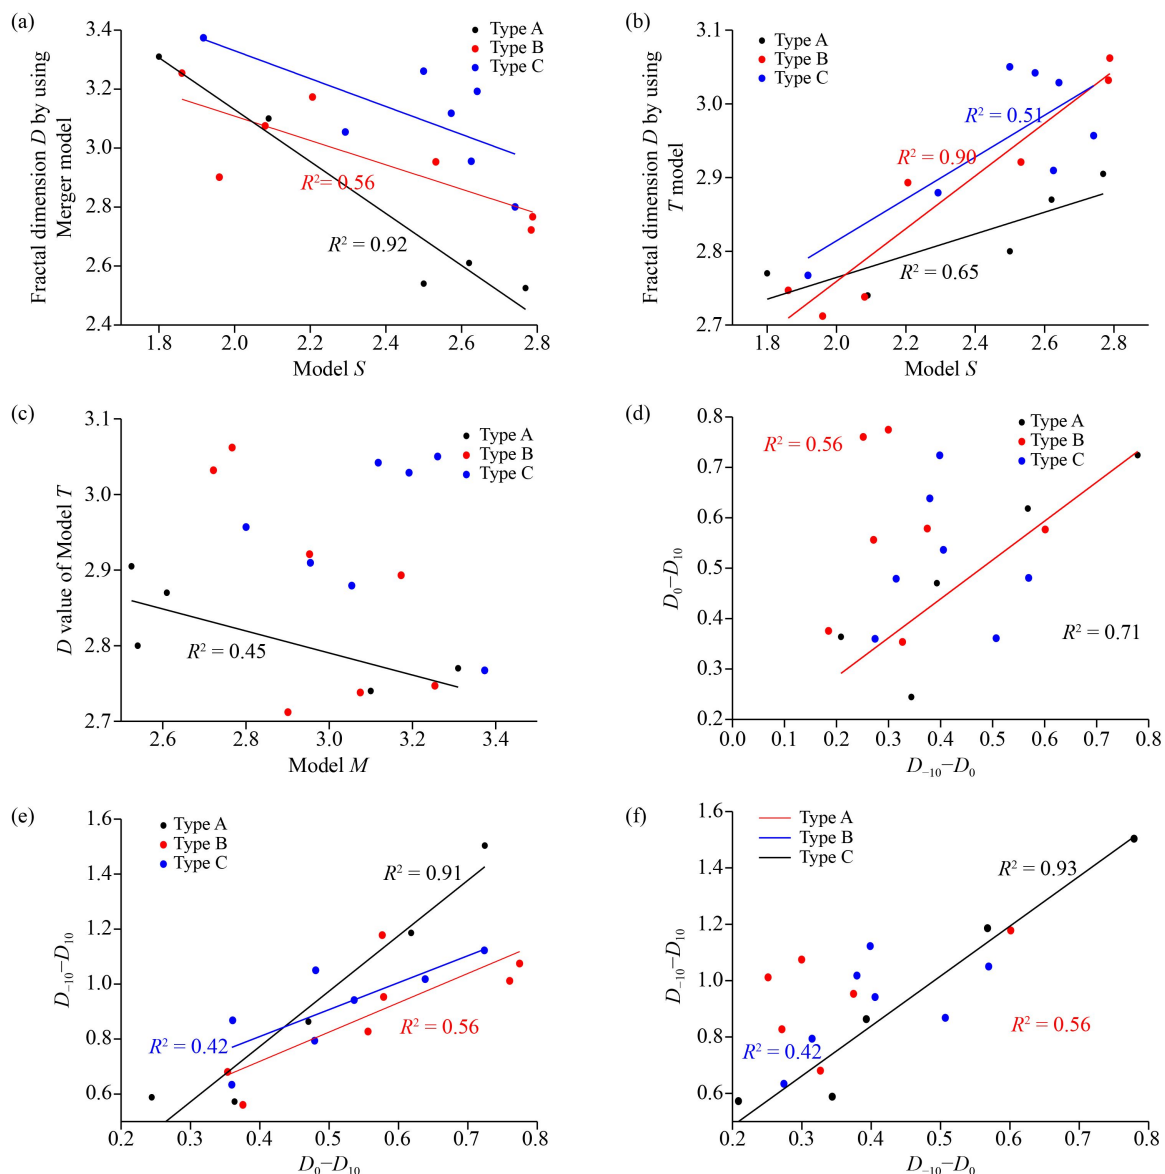 (a)
Fractal dimension D by using
Merger model
3.4
3.2
3.0
2.8
2.6
2.4
1.8 2.0 2.2 2.4 2.6 2.8
Model S
Type A
Type B
Type C
R²= 0.56
R² = 0.92
(b)
Fractal dimension D by using
T model
3.1
3.0
2.9
2.8
2.7
1.8 2.0 2.2 2.4 2.6 2.8
Model S
Type A
Type B
Type C
R² = 0.51
R² = 0.90
R² = 0.65
(c)
D value of Model T
3.1
3.0
2.9
2.8
2.7
2.6 2.8 3.0 3.2 3.4
Model M
Type A
Type B
Type C
R² = 0.45
(d)
D₀−D₁₀
0.8
0.7
0.6
0.5
0.4
0.3
0.2
0.0 0.1 0.2 0.3 0.4 0.5 0.6 0.7 0.8
D₋₁₀−D₀
Type A
Type B
Type C
R² = 0.56
R² = 0.71
(e)
D₋₁₀−D₁₀
1.6
1.4
1.2
1.0
0.8
0.6
0.2 0.3 0.4 0.5 0.6 0.7 0.8
D₀−D₁₀
Type A
Type B
Type C
R² = 0.91
R² = 0.56
R² = 0.42
(f)
D₋₁₀−D₁₀
1.6
1.4
1.2
1.0
0.8
0.6
0.2 0.3 0.4 0.5 0.6 0.7 0.8
D₋₁₀−D₀
Type A
Type B
Type C
R² = 0.93
R² = 0.56
R² = 0.42